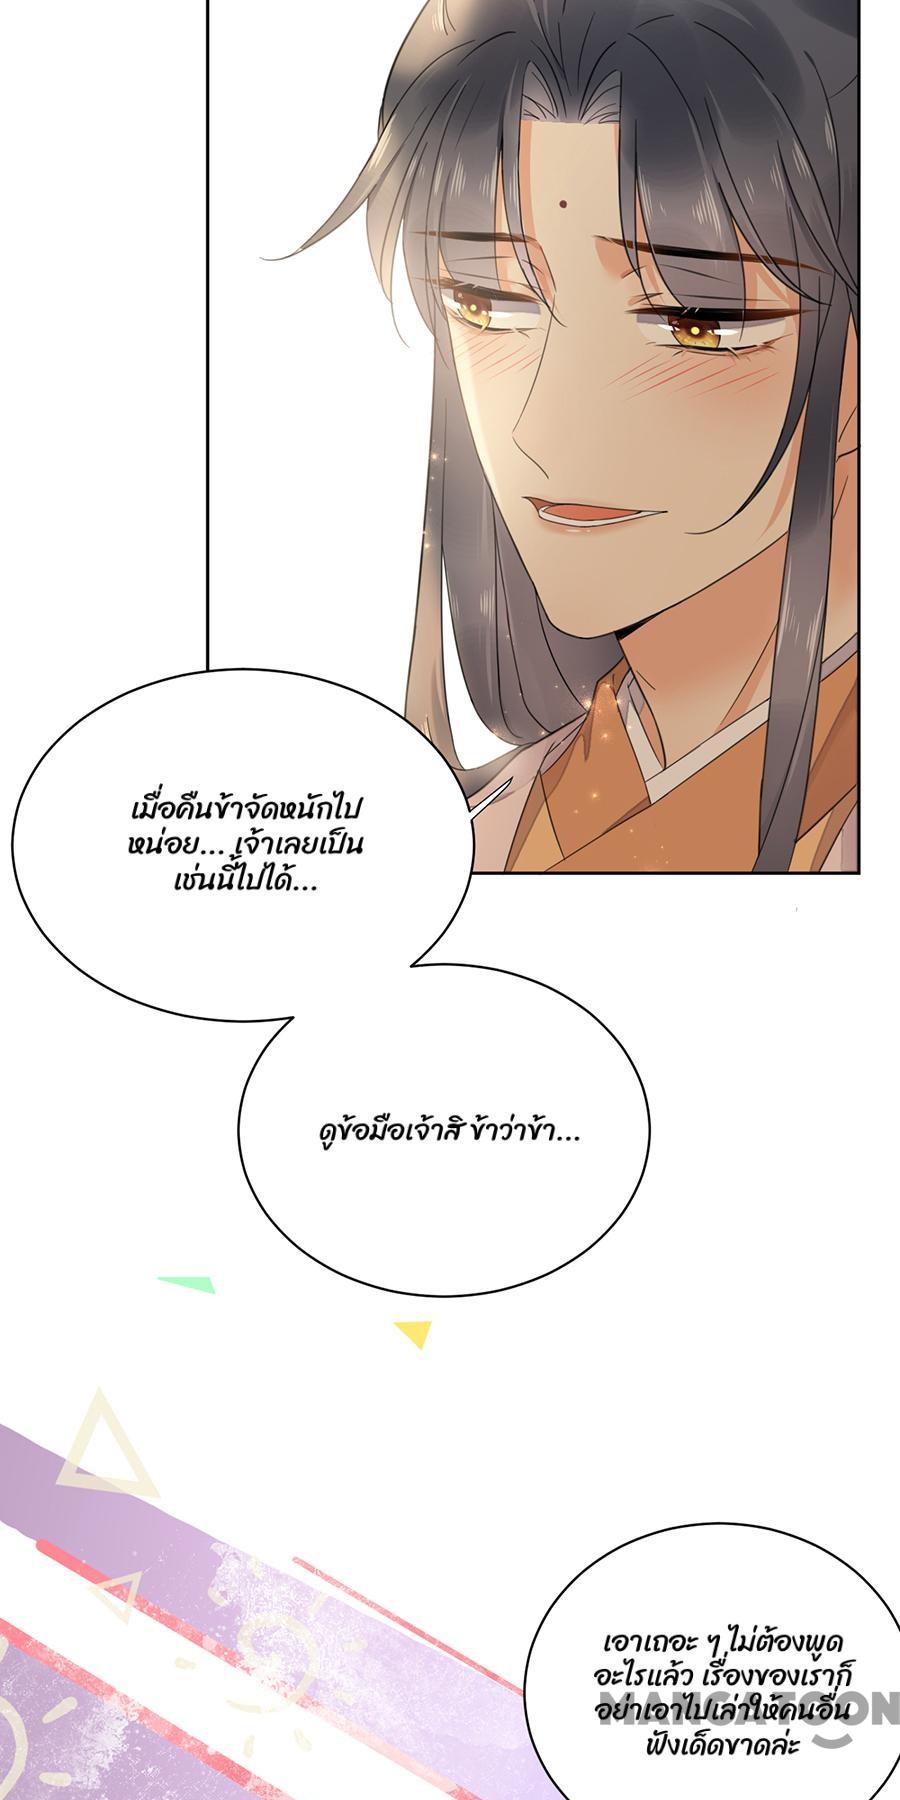 เมื่อคืนข้าจัดหนักไป
หน่อย... เจ้าเลยเป็น
เช่นนี้ไปได้...
ดูข้อมือเจ้าสิ ข้าว่าข้า...
เอาเถอะ ๆ ไม่ต้องพูด
อะไรแล้ว เรื่องของเราก็
อย่าเอาไปเล่าให้คนอื่น
ฟังเด็ดขาดล่ะ
MANGATOON